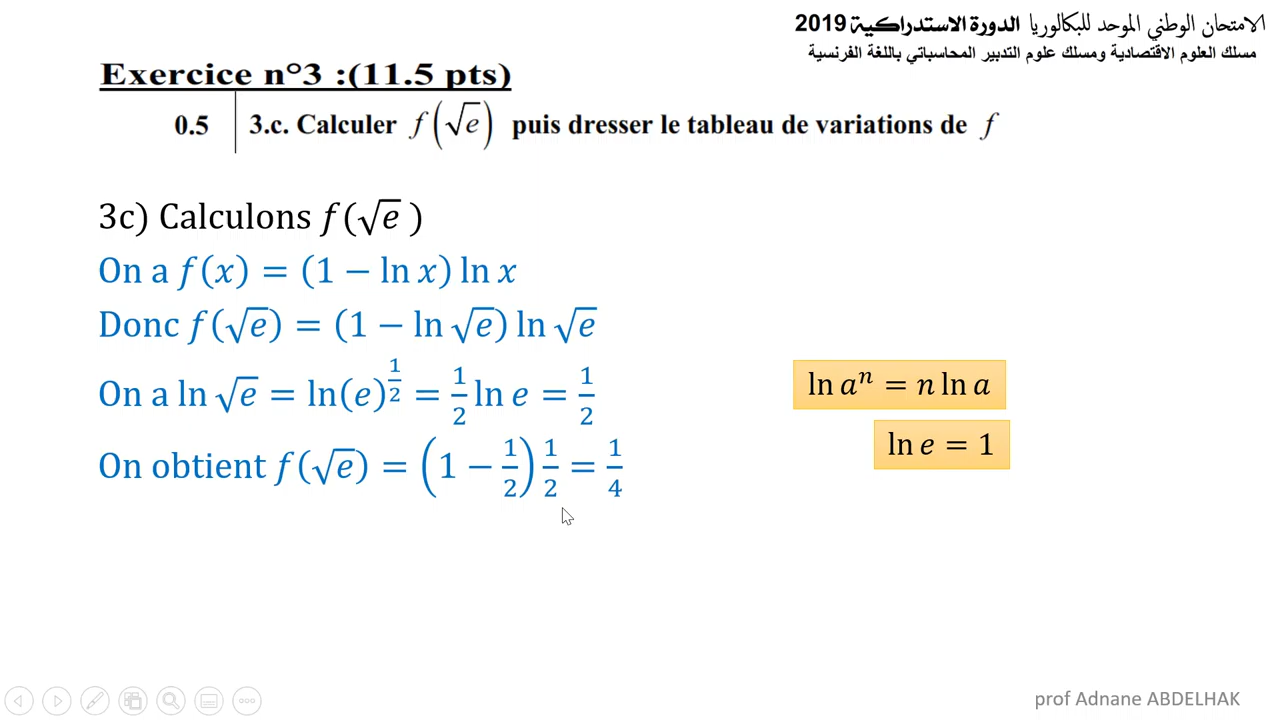 الامتحان الوطني الموحد للبكالوريا الدورة الاستدراكية 2019
مسلك العلوم الاقتصادية ومسلك علوم التدبير المحاسباتي باللغة الفرنسية
Exercice n°3 :(11.5 pts)
0.5 | 3.c. Calculer f(√e) puis dresser le tableau de variations de f
3c) Calculons f(√e )
On a f(x) = (1 − ln x) ln x
Donc f(√e) = (1 − ln √e) ln √e
On a ln √e = ln(e)^(1/2) = 1/2 ln e = 1/2
ln aⁿ = n ln a
ln e = 1
On obtient f(√e) = (1 − 1/2) 1/2 = 1/4
prof Adnane ABDELHAK